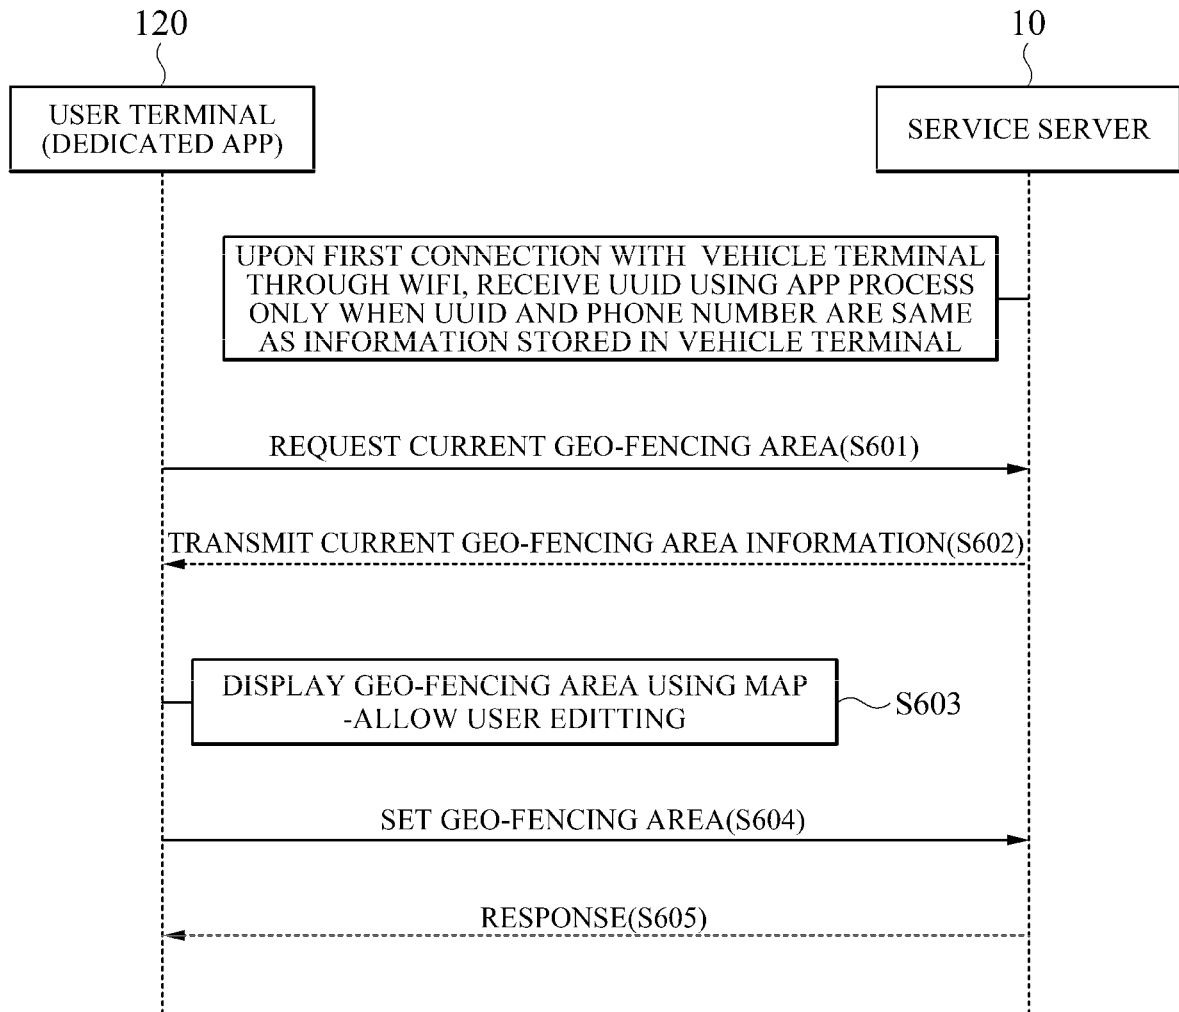 120
10
USER TERMINAL
(DEDICATED APP)
SERVICE SERVER
UPON FIRST CONNECTION WITH VEHICLE TERMINAL
THROUGH WIFI, RECEIVE UUID USING APP PROCESS
ONLY WHEN UUID AND PHONE NUMBER ARE SAME
AS INFORMATION STORED IN VEHICLE TERMINAL
REQUEST CURRENT GEO-FENCING AREA(S601)
TRANSMIT CURRENT GEO-FENCING AREA INFORMATION(S602)
DISPLAY GEO-FENCING AREA USING MAP
-ALLOW USER EDITTING
S603
SET GEO-FENCING AREA(S604)
RESPONSE(S605)